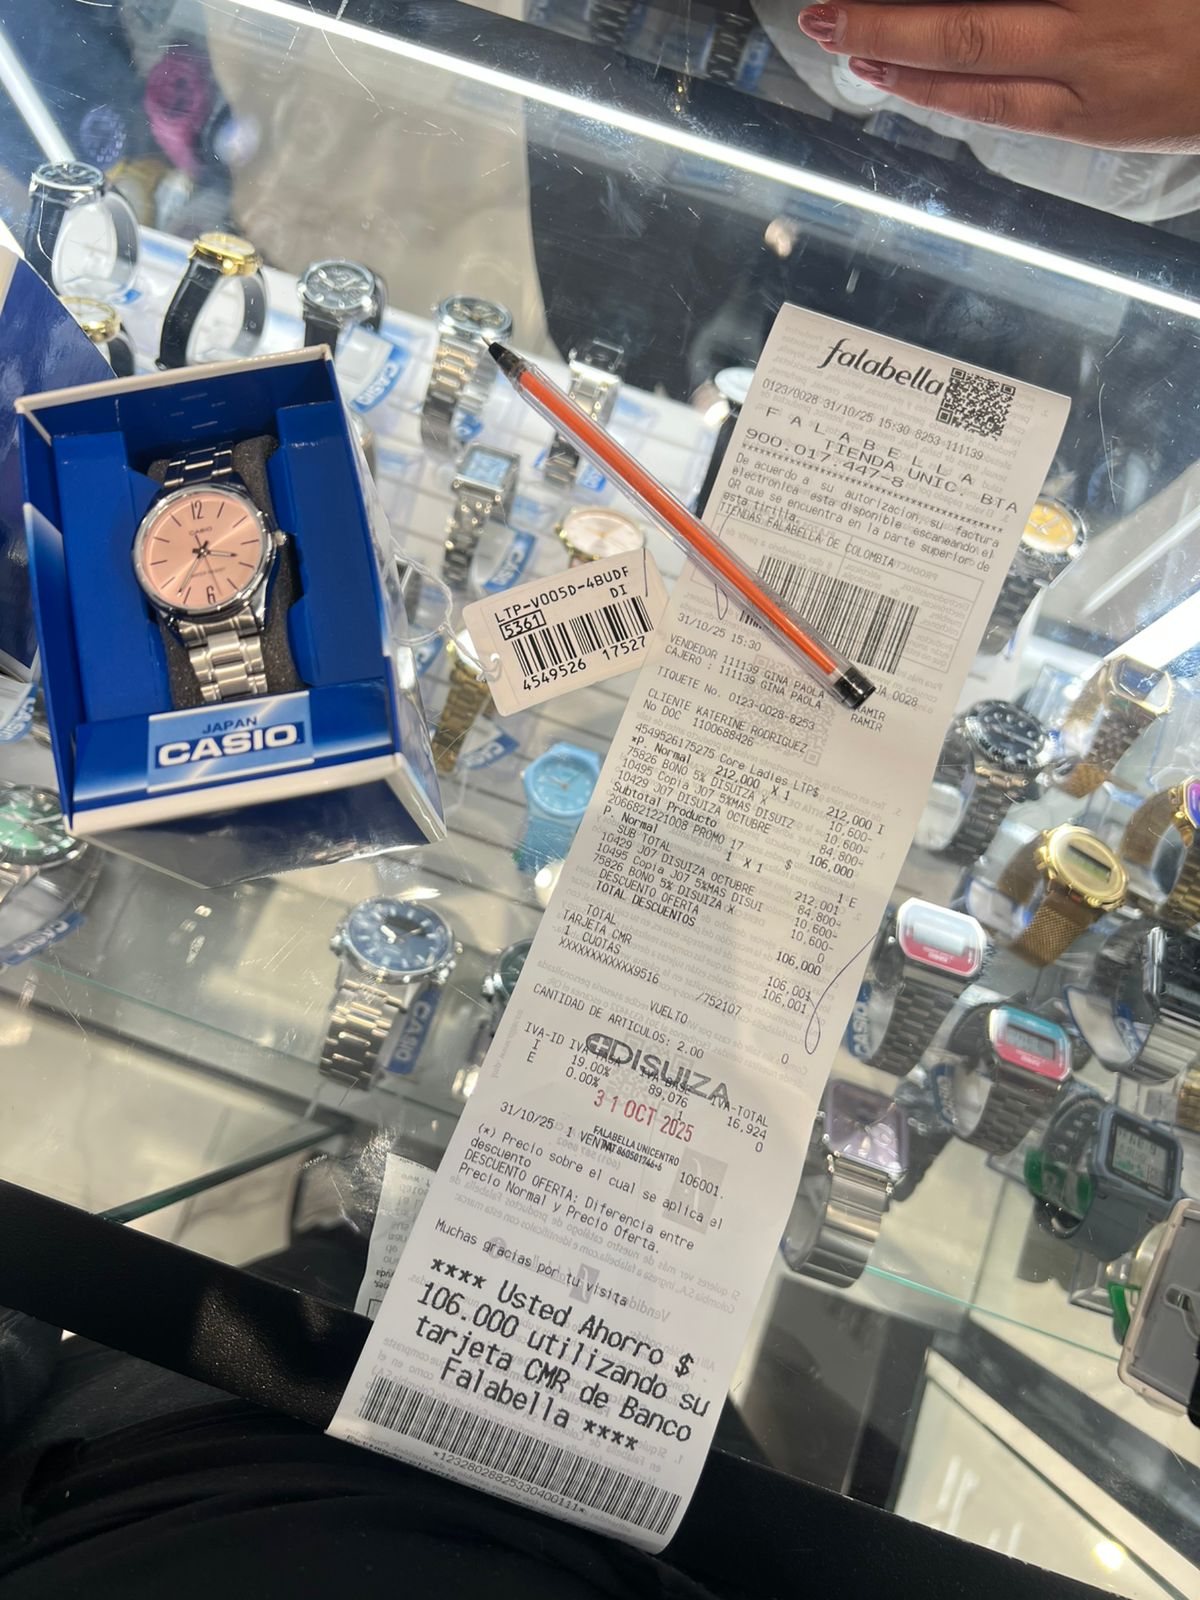 CASIO
JAPAN
CASIO
LTP-V005D-4BUDF
5361
DI
4549526 17527
falabella
0123/0028 31/10/25 15:30 8253 111139
F A L A B E L L A
TIENDA UNIC. BTA
900.017.447-8
De acuerdo a su autorizacion, su factura
electronica esta disponible escaneando el
QR que se encuentra en la parte superior de
esta tirilla.
TIENDAS FALABELLA DE COLOMBIA
31/10/25 15:30
0028
VENDEDOR 111139 GINA PAOLA RAMIR
CAJERO : 111139 GINA PAOLA RAMIR
TIQUETE No. 0123-0028-8253
CLIENTE KATERINE RODRIGUEZ
No DOC 1100688426
4549526175275 Core Ladies LTP$ 212.000 I
*P. Normal 212.000 X 1
75826 BONO 5% DISUIZA X 10,600-
10495 Copia J07 5%MAS DISUIZ 10,600-
10429 J07 DISUIZA OCTUBRE 84,800-
Subtotal Producto $ 106,000
2066821221008 PROMO 17 1 E
P. Normal 1 X 1
SUB TOTAL 212.001
10429 J07 DISUIZA OCTUBRE 84,800-
10495 Copia J07 5%MAS DISUI 10,600-
75826 BONO 5% DISUIZA X 10,600-
DESCUENTO OFERTA 0
TOTAL DESCUENTOS 106,000
TOTAL 106,001
TARJETA CMR 106,001
1 CUOTAS
XXXXXXXXXXXX9516 /752107
VUELTO 0
CANTIDAD DE ARTICULOS: 2.00
DISUIZA
IVA-ID IVA-TASA IVA-BASE IVA-TOTAL
I 19.00% 89,076 16,924
E 0.00% 1 0
31 OCT 2025
FALABELLA UNICENTRO
NIT 860501746-6
31/10/25 1 VENTA 106001.
(*) Precio sobre el cual se aplica el
descuento
DESCUENTO OFERTA: Diferencia entre
Precio Normal y Precio Oferta.
Muchas gracias por tu visita
**** Usted Ahorro $
106.000 utilizando su
tarjeta CMR de Banco
Falabella ****
*12328028825330400111*